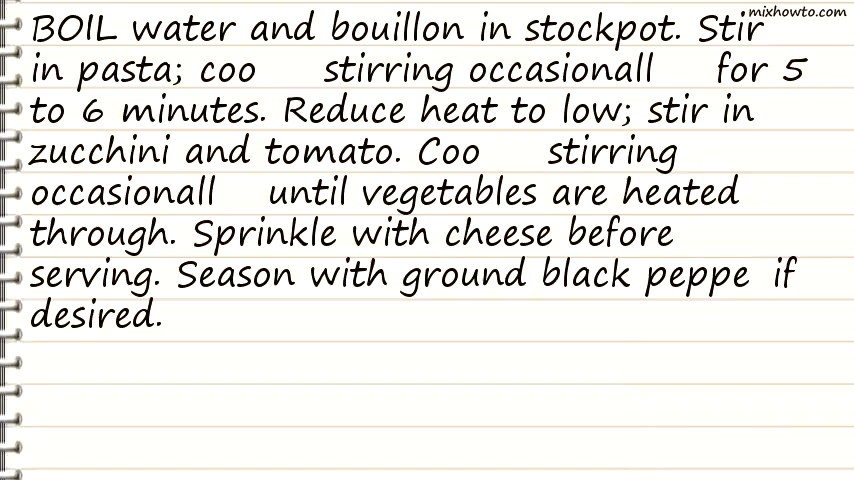 mixhowto.com
BOIL water and bouillon in stockpot. Stir
in pasta; coo stirring occasionall for 5
to 6 minutes. Reduce heat to low; stir in
zucchini and tomato. Coo stirring
occasionall until vegetables are heated
through. Sprinkle with cheese before
serving. Season with ground black peppe if
desired.